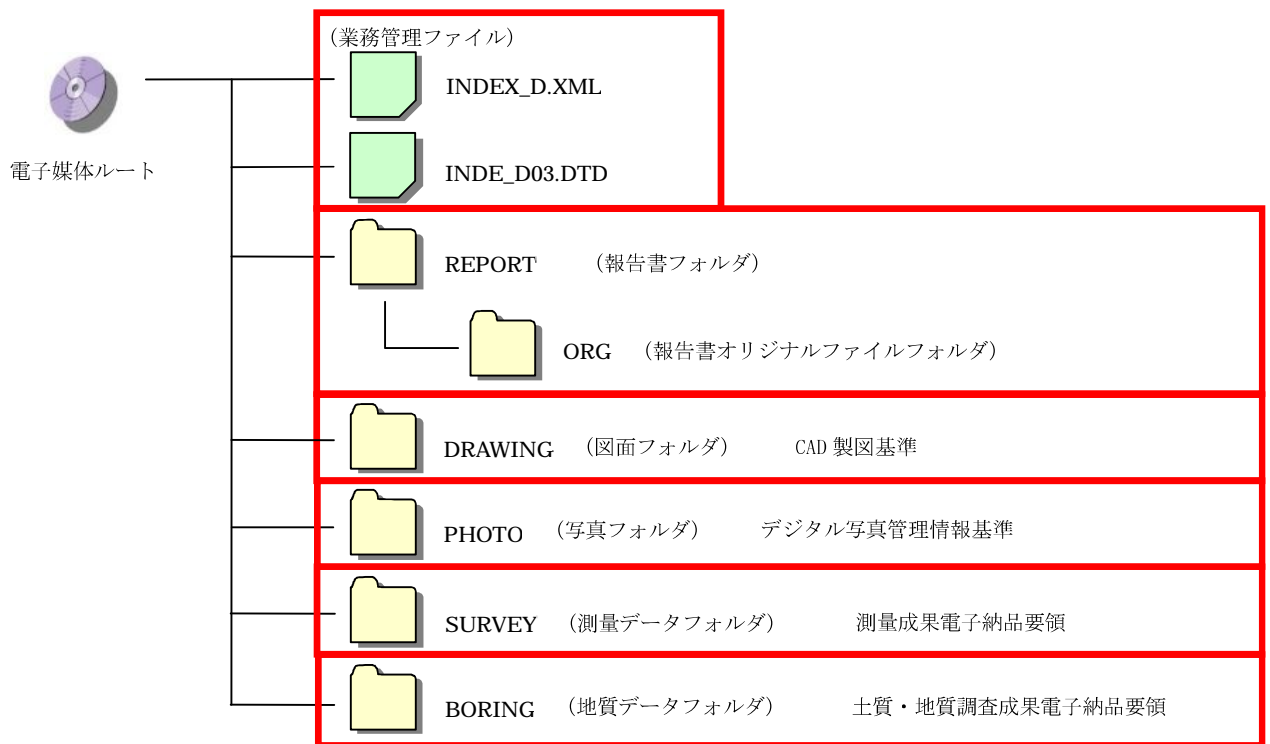 （業務管理ファイル）
INDEX_D.XML
電子媒体ルート
INDE_D03.DTD
REPORT （報告書フォルダ）
ORG （報告書オリジナルファイルフォルダ）
DRAWING （図面フォルダ） CAD 製図基準
PHOTO （写真フォルダ） デジタル写真管理情報基準
SURVEY （測量データフォルダ） 測量成果電子納品要領
BORING （地質データフォルダ） 土質・地質調査成果電子納品要領